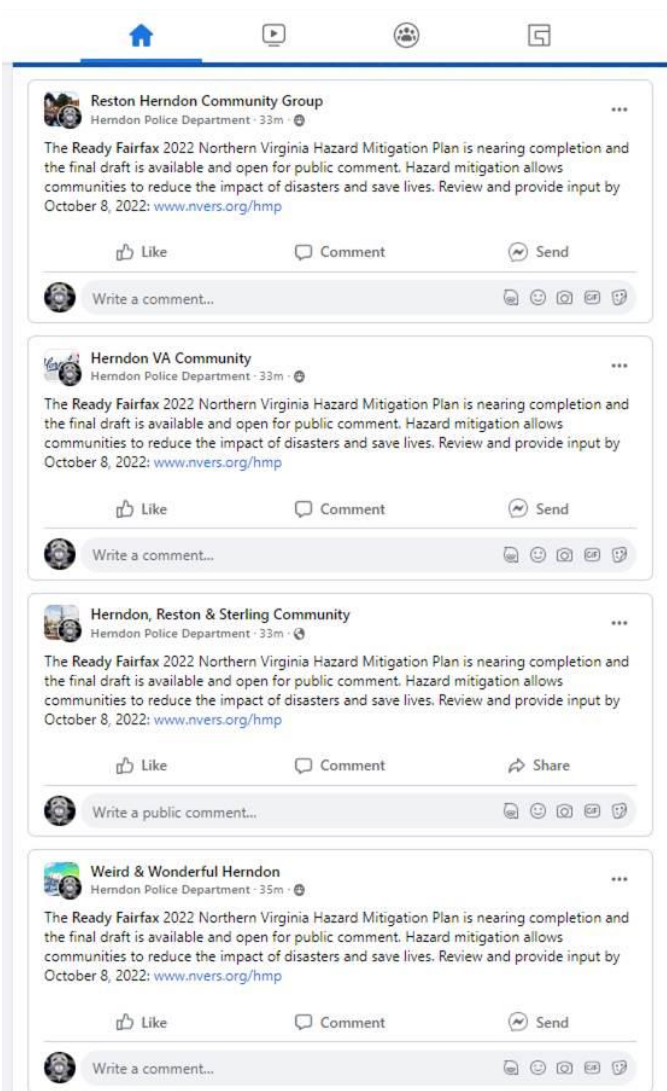 Reston Herndon Community Group
Herndon Police Department · 33m ·
The Ready Fairfax 2022 Northern Virginia Hazard Mitigation Plan is nearing completion and
the final draft is available and open for public comment. Hazard mitigation allows
communities to reduce the impact of disasters and save lives. Review and provide input by
October 8, 2022: www.nvers.org/hmp
Like Comment Send
Write a comment... GIF
Herndon VA Community
Herndon Police Department · 33m ·
The Ready Fairfax 2022 Northern Virginia Hazard Mitigation Plan is nearing completion and
the final draft is available and open for public comment. Hazard mitigation allows
communities to reduce the impact of disasters and save lives. Review and provide input by
October 8, 2022: www.nvers.org/hmp
Like Comment Send
Write a comment... GIF
Herndon, Reston & Sterling Community
Herndon Police Department · 33m ·
The Ready Fairfax 2022 Northern Virginia Hazard Mitigation Plan is nearing completion and
the final draft is available and open for public comment. Hazard mitigation allows
communities to reduce the impact of disasters and save lives. Review and provide input by
October 8, 2022: www.nvers.org/hmp
Like Comment Share
Write a public comment... GIF
Weird & Wonderful Herndon
Herndon Police Department · 35m ·
The Ready Fairfax 2022 Northern Virginia Hazard Mitigation Plan is nearing completion and
the final draft is available and open for public comment. Hazard mitigation allows
communities to reduce the impact of disasters and save lives. Review and provide input by
October 8, 2022: www.nvers.org/hmp
Like Comment Send
Write a comment... GIF